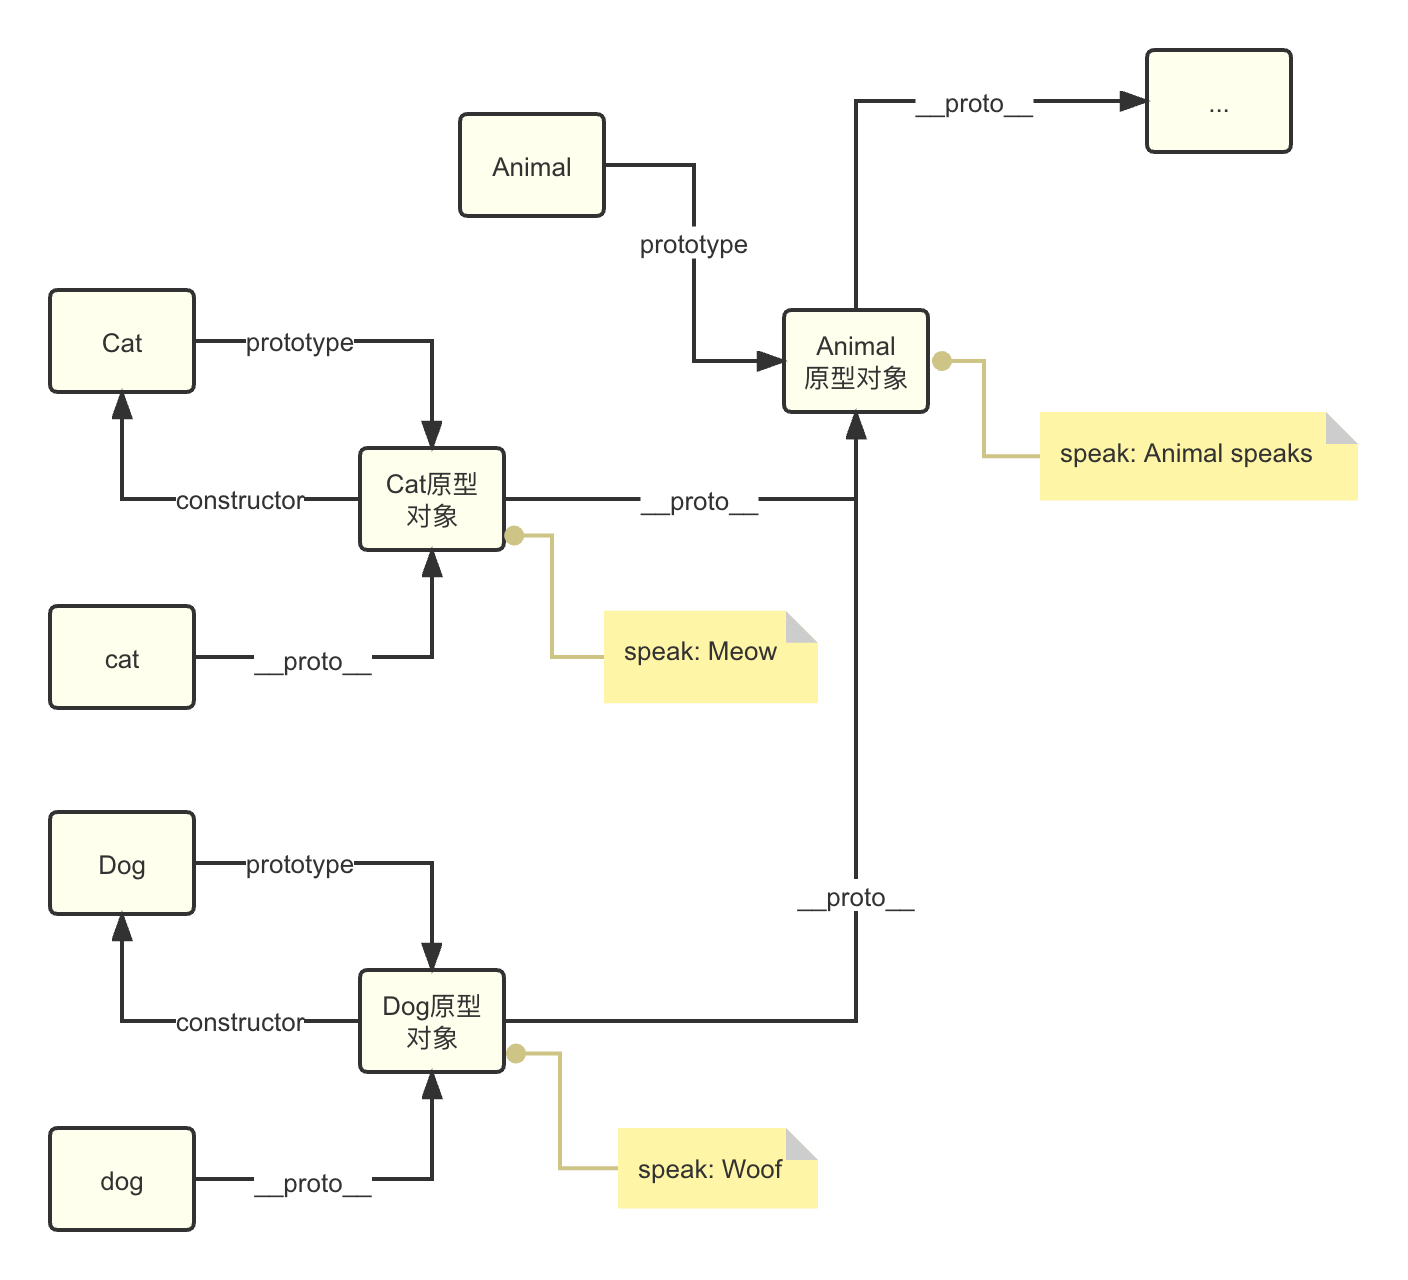 __proto__
...
Animal
prototype
Cat
prototype
Animal
原型对象
speak: Animal speaks
Cat原型
对象
constructor
__proto__
cat
__proto__
speak: Meow
Dog
prototype
__proto__
Dog原型
对象
constructor
dog
__proto__
speak: Woof